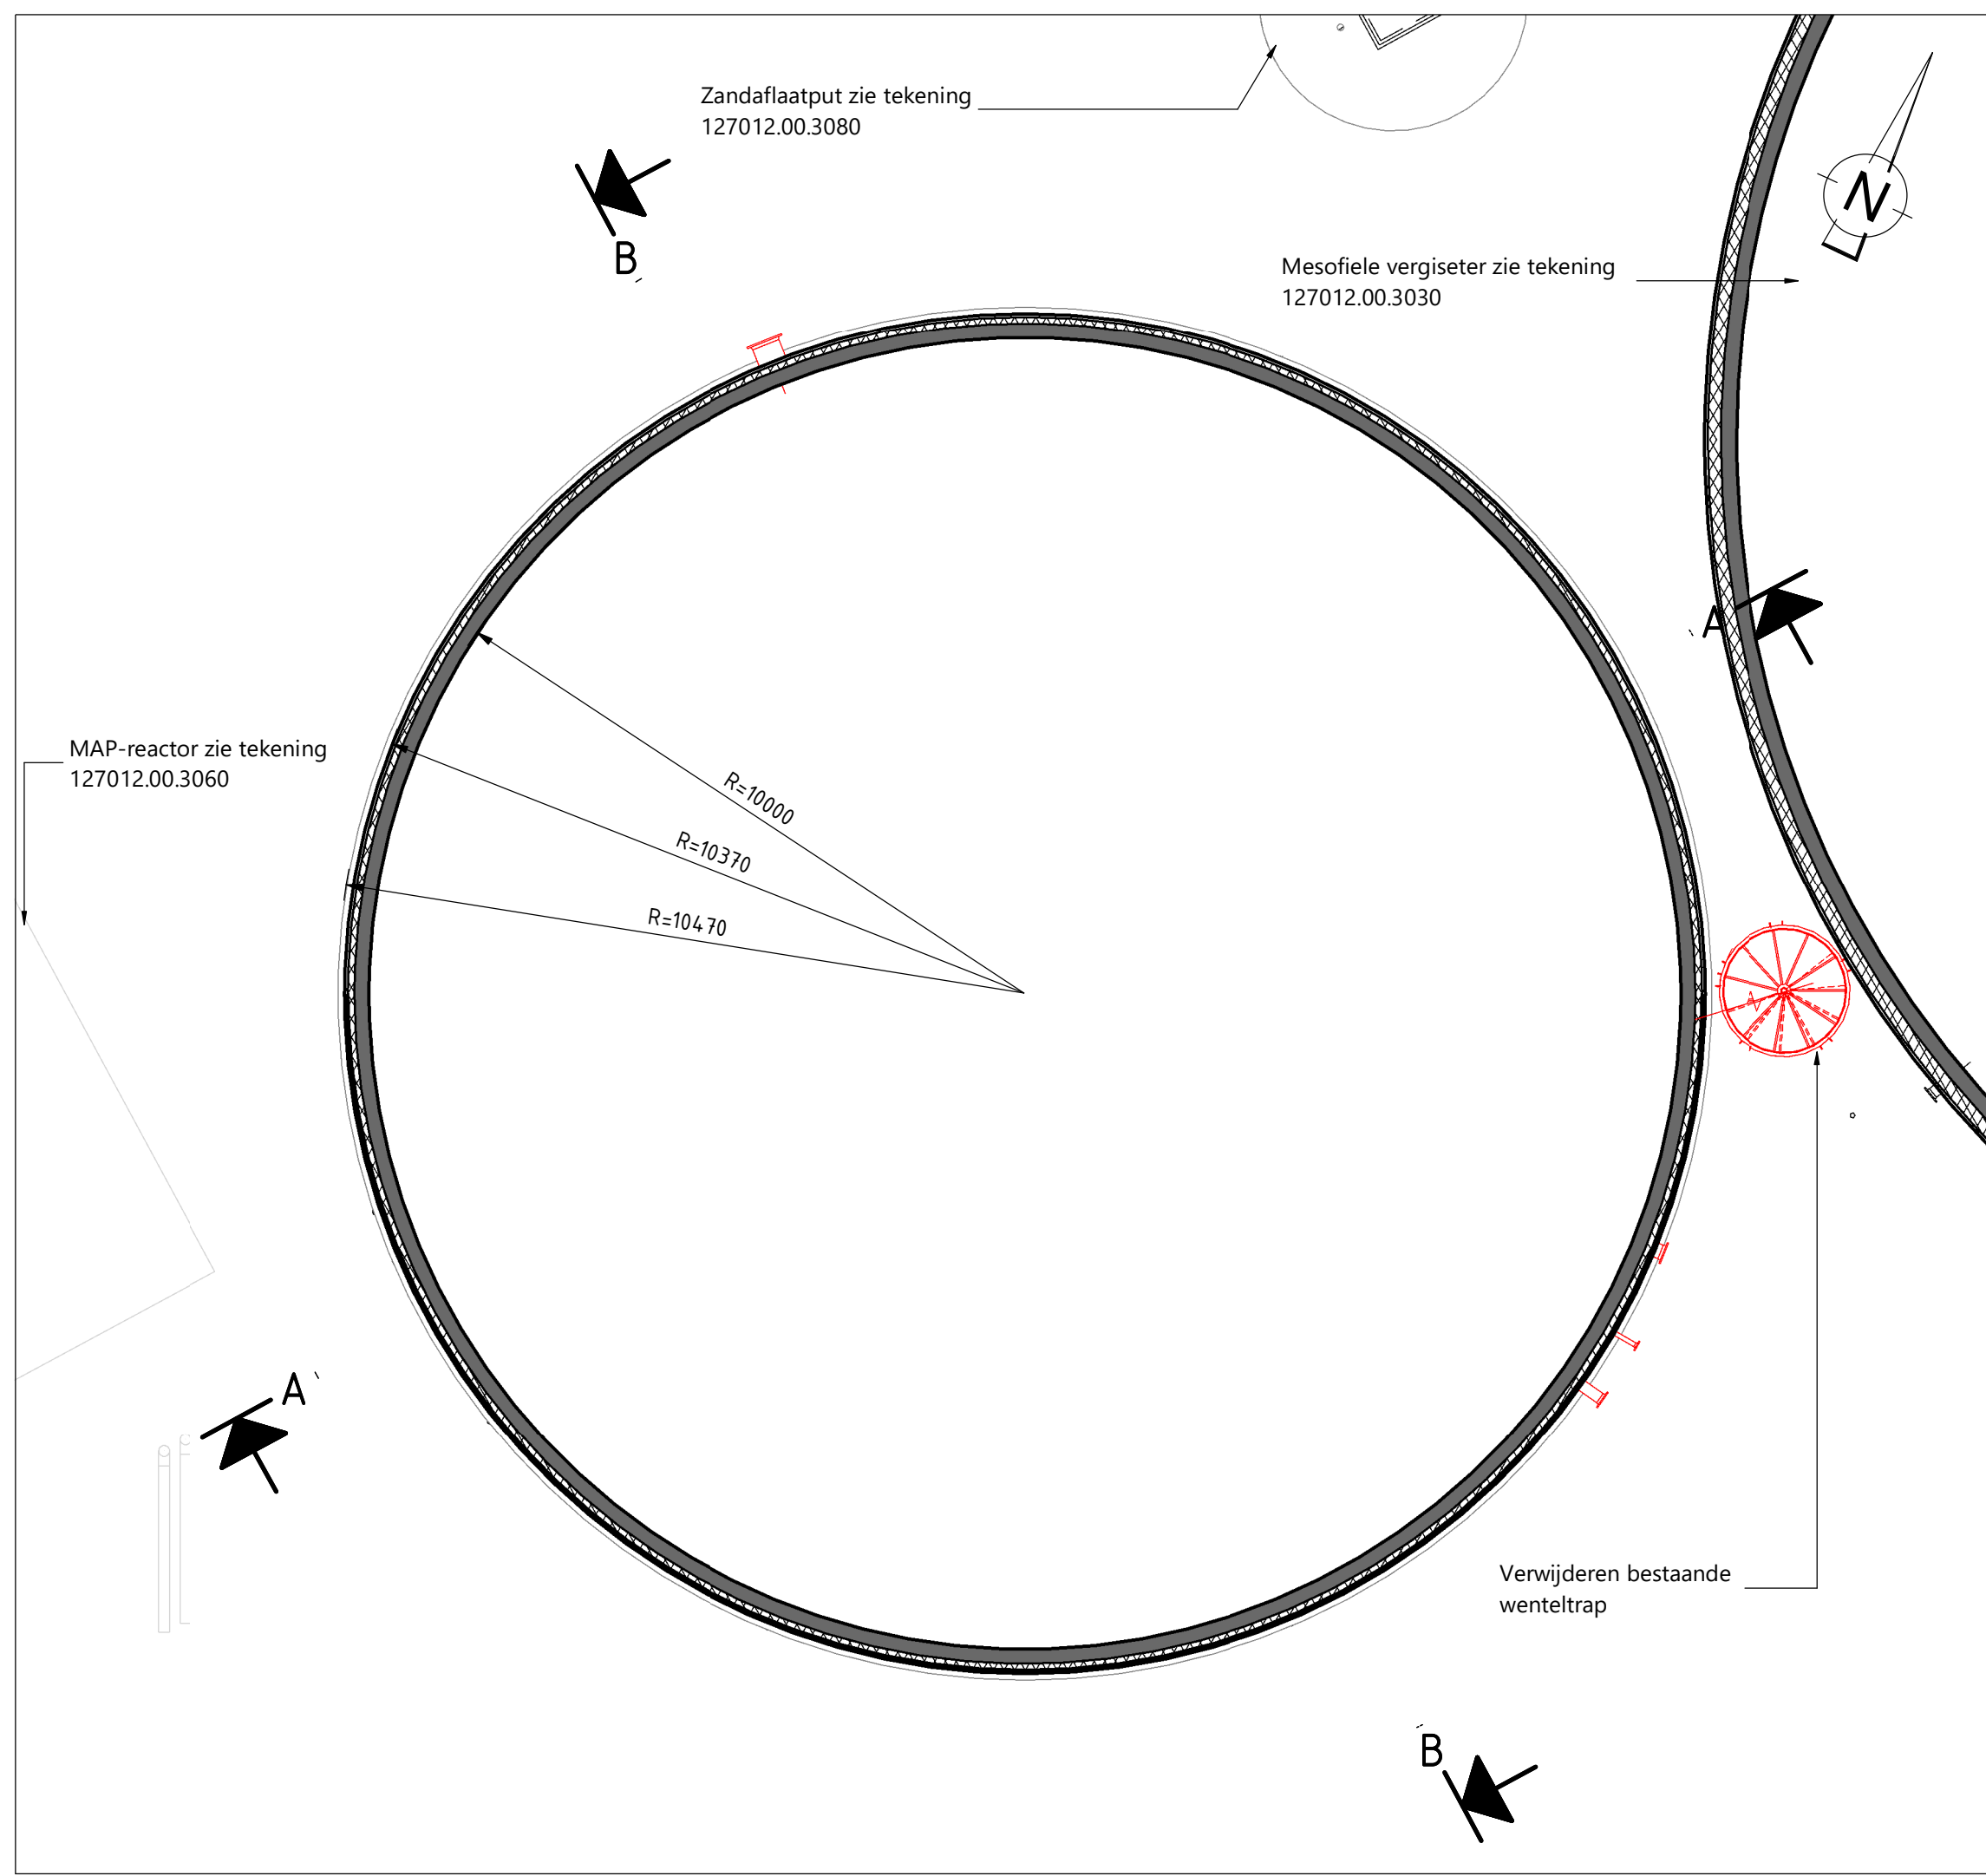 Zandaflaatput zie tekening
127012.00.3080
B
N
Mesofiele vergiseter zie tekening
127012.00.3030
A
MAP-reactor zie tekening
127012.00.3060
R=10000
R=10370
R=10470
A
Verwijderen bestaande
wenteltrap
B